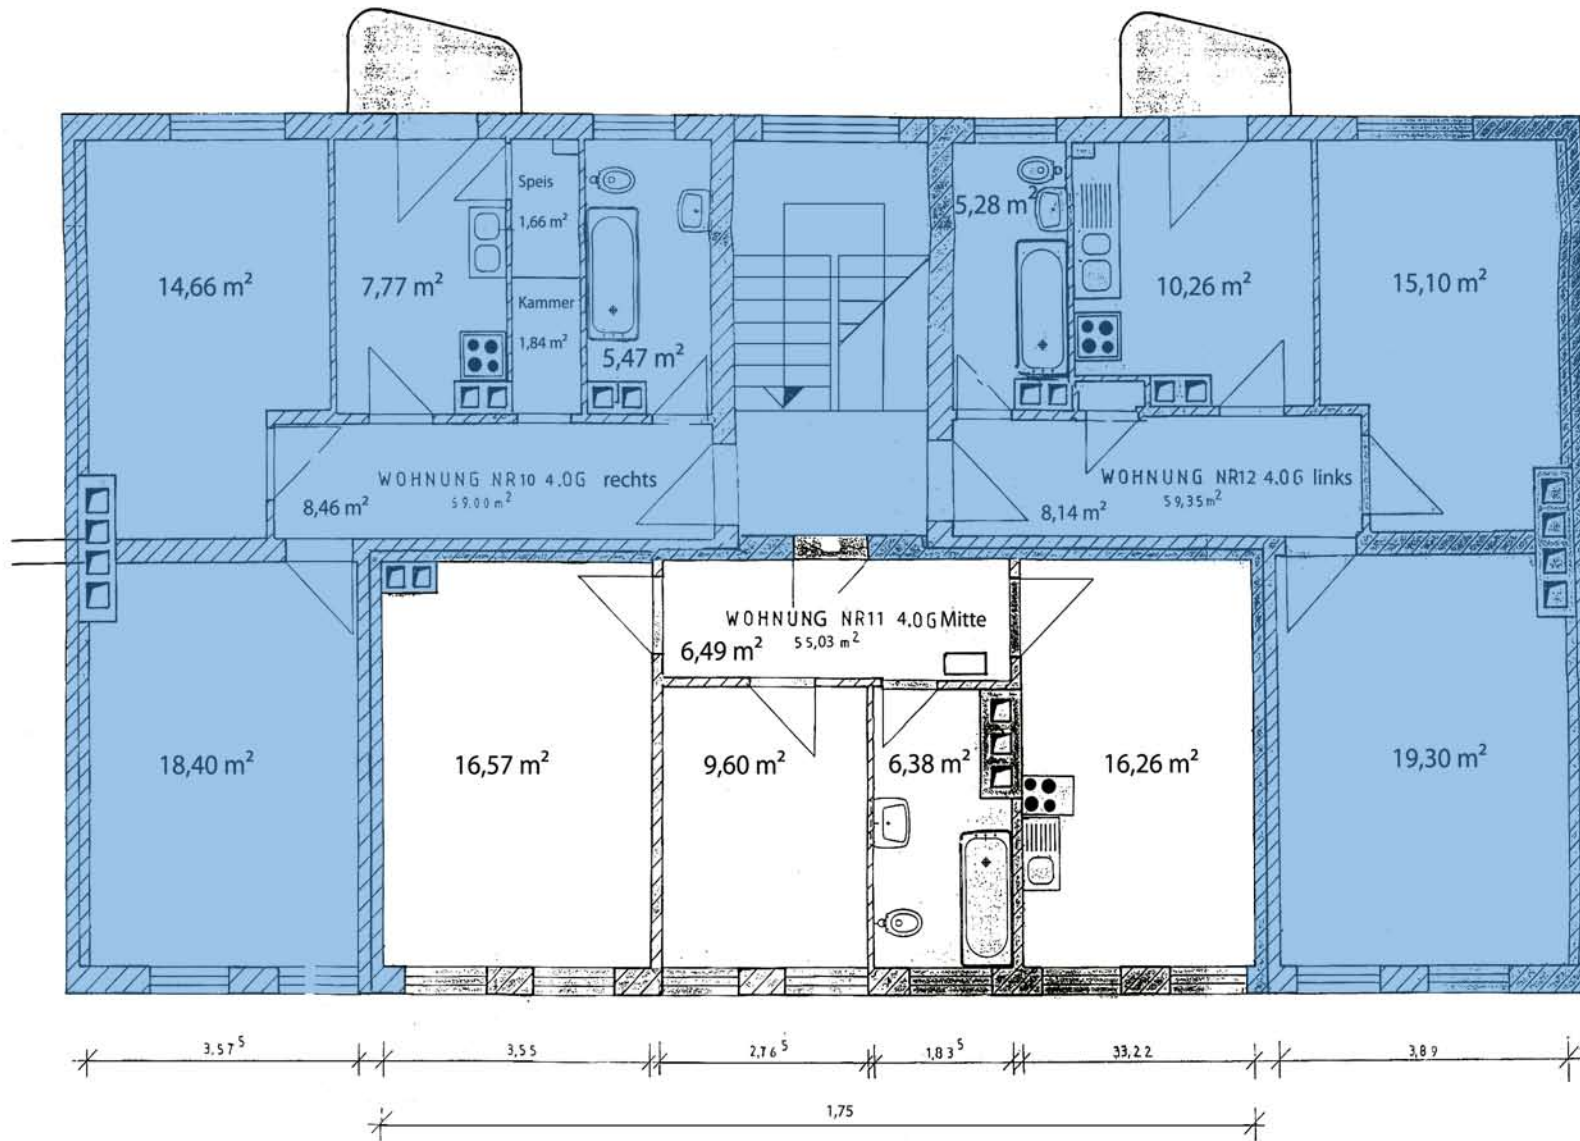 Speis
1,66 m²
5,28 m²
14,66 m²
7,77 m²
10,26 m²
15,10 m²
Kammer
1,84 m²
5,47 m²
WOHNUNG NR10 4.OG rechts
59.00 m²
8,46 m²
WOHNUNG NR12 4.OG links
59,35 m²
8,14 m²
WOHNUNG NR11 4.OG Mitte
55,03 m²
6,49 m²
18,40 m²
16,57 m²
9,60 m²
6,38 m²
16,26 m²
19,30 m²
3,57⁵
3,55
2,76⁵
1,83⁵
33,22
3,89
1,75